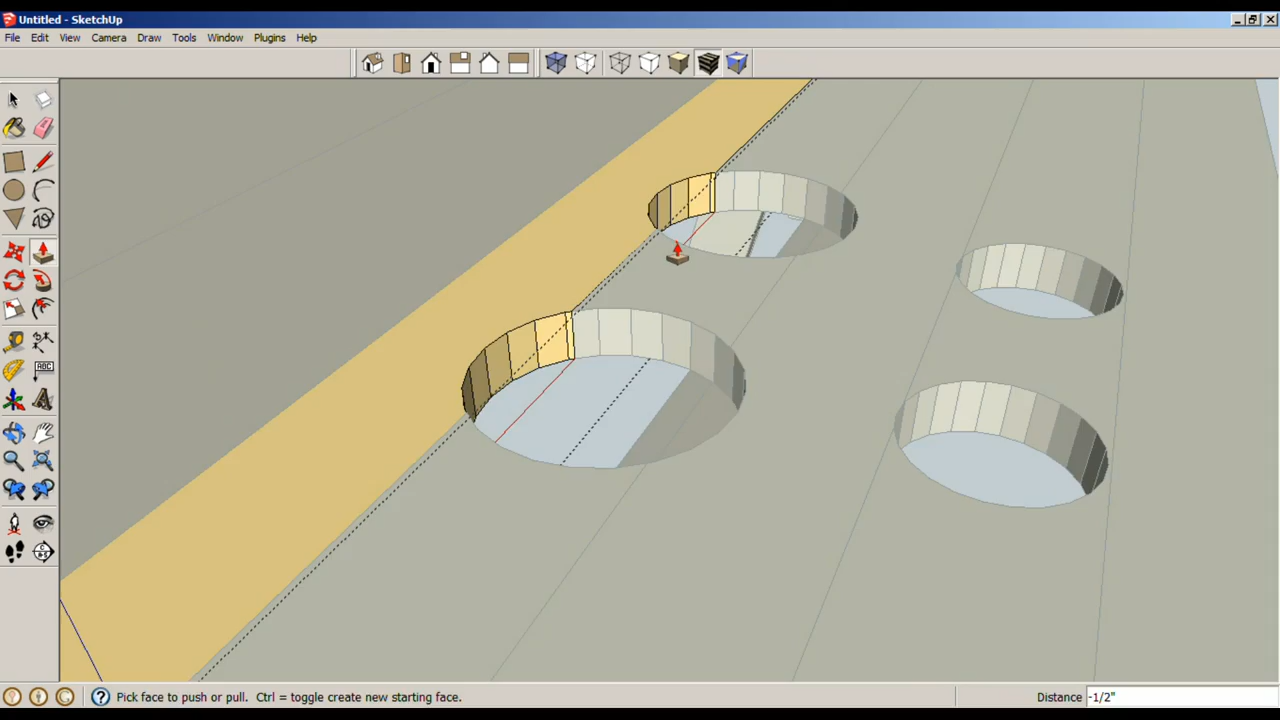 Untitled - SketchUp
File Edit View Camera Draw Tools Window Plugins Help
ABC
Pick face to push or pull. Ctrl = toggle create new starting face. Distance -1/2"